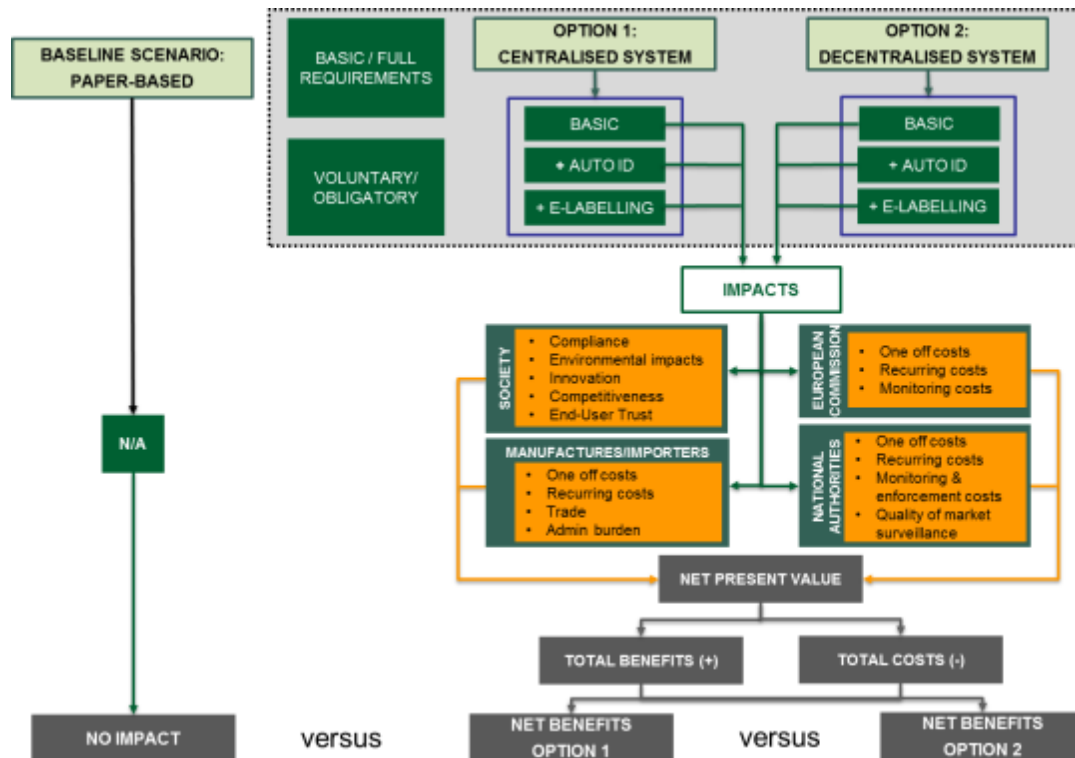 BASELINE SCENARIO:
PAPER-BASED
BASIC / FULL
REQUIREMENTS
VOLUNTARY/
OBLIGATORY
OPTION 1:
CENTRALISED SYSTEM
BASIC
+ AUTO ID
+ E-LABELLING
OPTION 2:
DECENTRALISED SYSTEM
BASIC
+ AUTO ID
+ E-LABELLING
IMPACTS
SOCIETY
• Compliance
• Environmental impacts
• Innovation
• Competitiveness
• End-User Trust
EUROPEAN
COMMISSION
• One off costs
• Recurring costs
• Monitoring costs
N/A
MANUFACTURES/IMPORTERS
• One off costs
• Recurring costs
• Trade
• Admin burden
NATIONAL
AUTHORITIES
• One off costs
• Recurring costs
• Monitoring &
enforcement costs
• Quality of market
surveillance
NET PRESENT VALUE
TOTAL BENEFITS (+)
TOTAL COSTS (-)
NO IMPACT
versus
NET BENEFITS
OPTION 1
versus
NET BENEFITS
OPTION 2